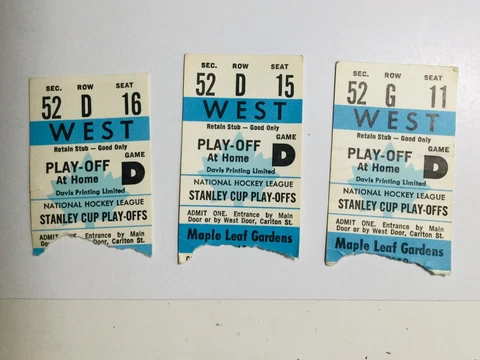 SEC. ROW SEAT
52 D 16
WEST
Retain Stub — Good Only
GAME
PLAY-OFF D
At Home
Davis Printing Limited
NATIONAL HOCKEY LEAGUE
STANLEY CUP PLAY-OFFS
ADMIT ONE. Entrance by Main
Door or by West Door, Carlton St.
SEC. ROW SEAT
52 D 15
WEST
Retain Stub — Good Only
GAME
PLAY-OFF D
At Home
Davis Printing Limited
NATIONAL HOCKEY LEAGUE
STANLEY CUP PLAY-OFFS
ADMIT ONE. Entrance by Main
Door or by West Door, Carlton St.
Maple Leaf Gardens
SEC. ROW SEAT
52 G 11
WEST
Retain Stub — Good Only
GAME
PLAY-OFF D
At Home
Davis Printing Limited
NATIONAL HOCKEY LEAGUE
STANLEY CUP PLAY-OFFS
ADMIT ONE. Entrance by Main
Door or by West Door, Carlton St.
Maple Leaf Gardens